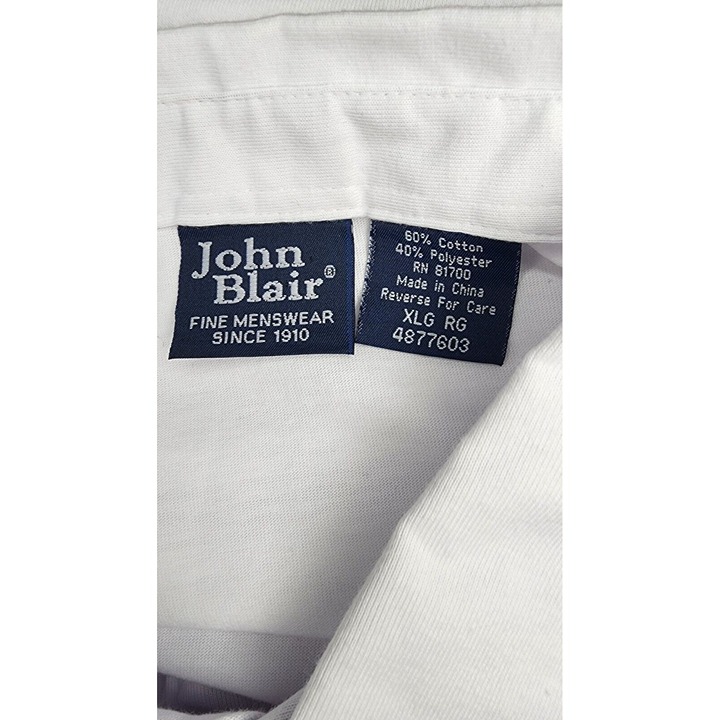 John
Blair®
FINE MENSWEAR
SINCE 1910
60% Cotton
40% Polyester
RN 81700
Made in China
Reverse For Care
XLG RG
4877603